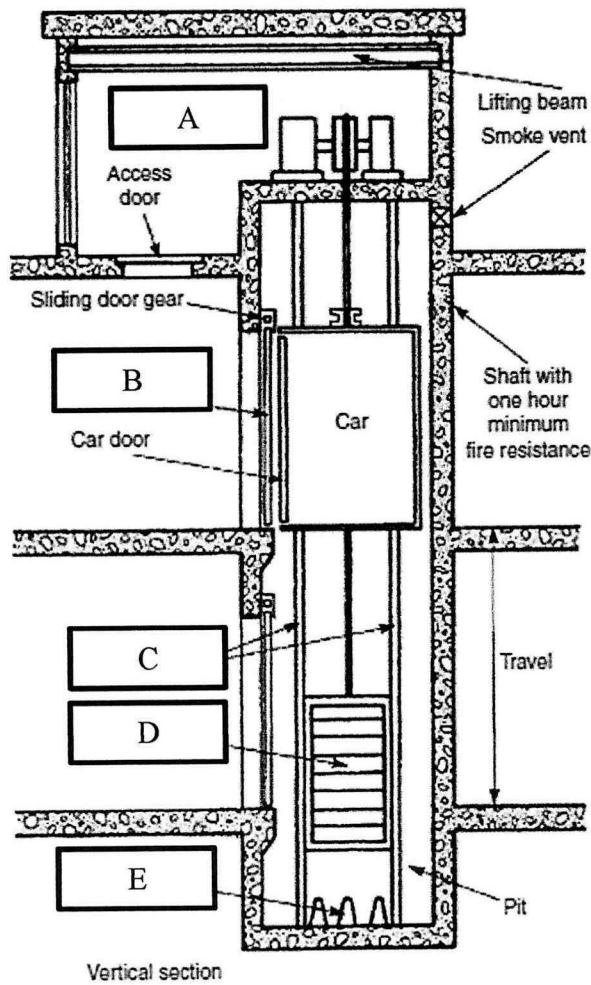 A
Lifting beam
Smoke vent
Access
door
Sliding door gear
B
Car door
Car
Shaft with
one hour
minimum
fire resistance
C
Travel
D
E
Pit
Vertical section